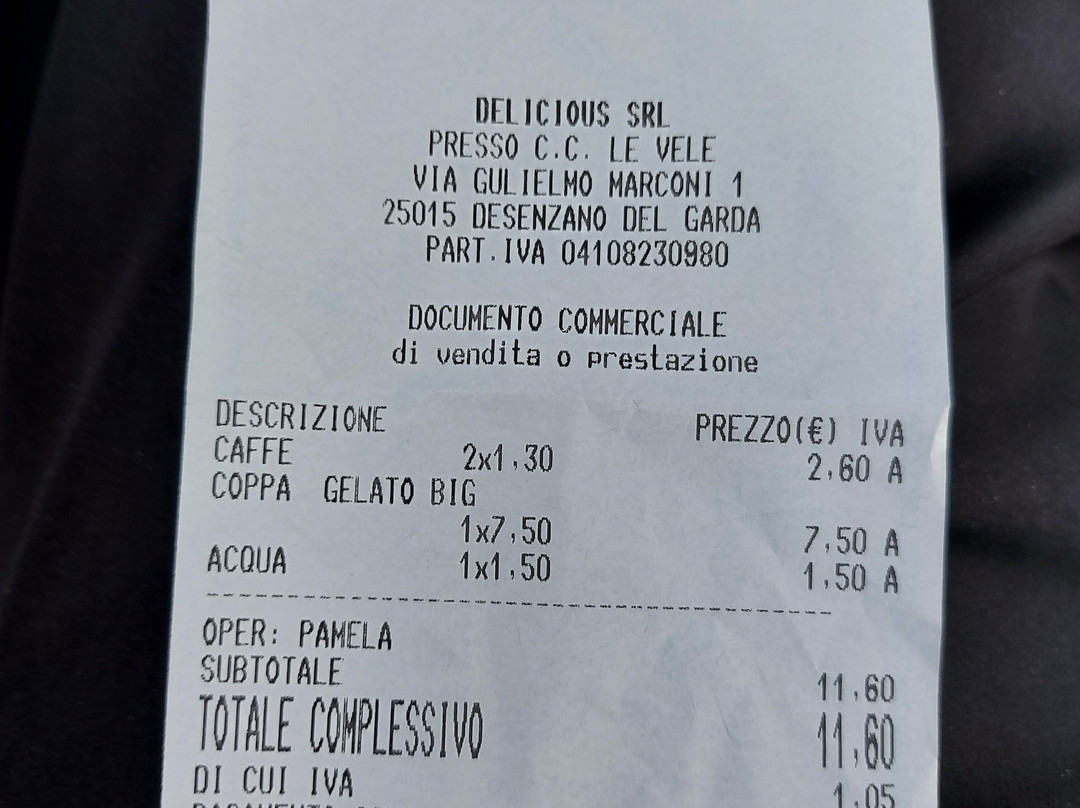 DELICIOUS SRL
PRESSO C.C. LE VELE
VIA GULIELMO MARCONI 1
25015 DESENZANO DEL GARDA
PART.IVA 04108230980
DOCUMENTO COMMERCIALE
di vendita o prestazione
DESCRIZIONE PREZZO(€) IVA
CAFFE 2x1,30 2,60 A
COPPA GELATO BIG
1x7,50 7,50 A
ACQUA 1x1,50 1,50 A
OPER: PAMELA
SUBTOTALE 11,60
TOTALE COMPLESSIVO 11,60
DI CUI IVA 1,05